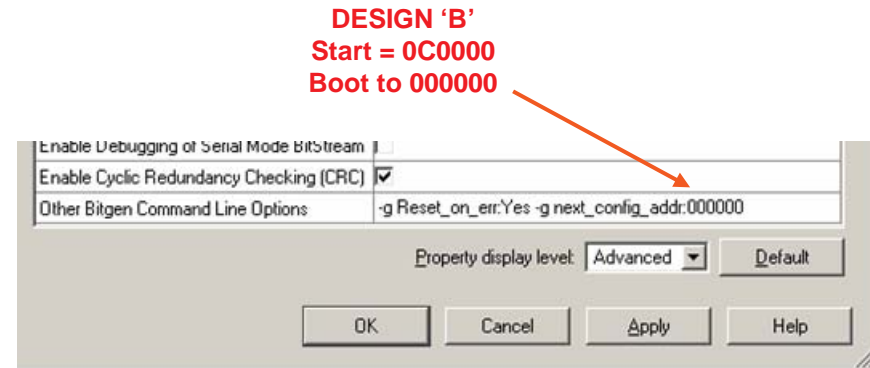 DESIGN ‘B’
Start = 0C0000
Boot to 000000
Enable Debugging of Serial Mode BitStream
Enable Cyclic Redundancy Checking (CRC)
Other Bitgen Command Line Options -g Reset_on_err:Yes -g next_config_addr:000000
Property display level: Advanced Default
OK Cancel Apply Help